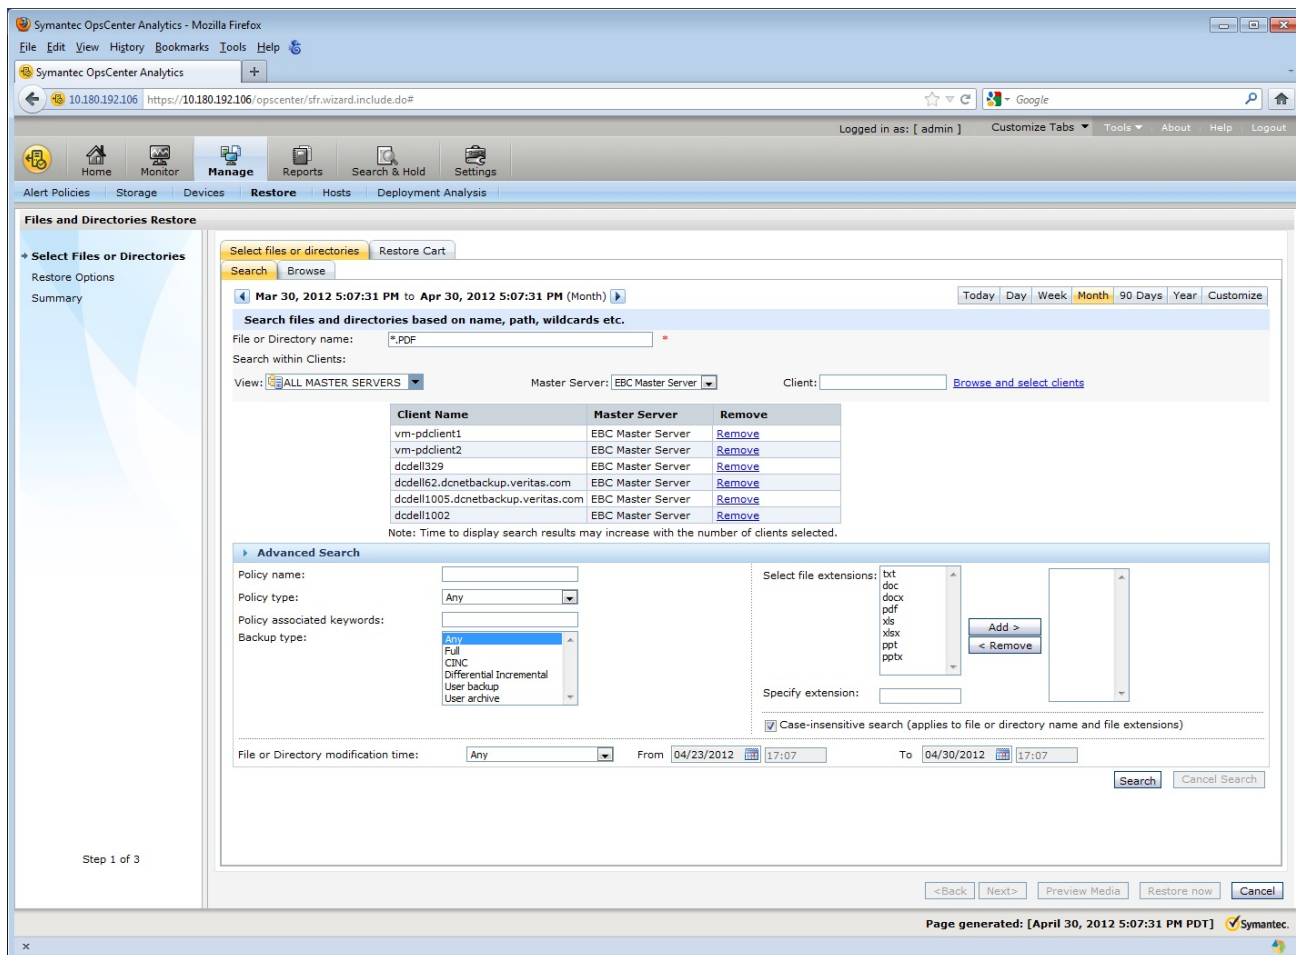 Symantec OpsCenter Analytics - Mozilla Firefox
File Edit View History Bookmarks Tools Help
Symantec OpsCenter Analytics +
10.180.192.106 https://10.180.192.106/opscenter/sfr.wizard.include.do# Google
Logged in as: [ admin ] Customize Tabs Tools About Help Logout
Home Monitor Manage Reports Search & Hold Settings
Alert Policies Storage Devices Restore Hosts Deployment Analysis
Files and Directories Restore
Select Files or Directories
Restore Options
Summary
Step 1 of 3
Select files or directories Restore Cart
Search Browse
Mar 30, 2012 5:07:31 PM to Apr 30, 2012 5:07:31 PM (Month) Today Day Week Month 90 Days Year Customize
Search files and directories based on name, path, wildcards etc.
File or Directory name: *.PDF *
Search within Clients:
View: ALL MASTER SERVERS Master Server: EBC Master Server Client: Browse and select clients
Client Name Master Server Remove
vm-pdclient1 EBC Master Server Remove
vm-pdclient2 EBC Master Server Remove
dcdell329 EBC Master Server Remove
dcdell62.dcnetbackup.veritas.com EBC Master Server Remove
dcdell1005.dcnetbackup.veritas.com EBC Master Server Remove
dcdell1002 EBC Master Server Remove
Note: Time to display search results may increase with the number of clients selected.
Advanced Search
Policy name:
Policy type: Any
Policy associated keywords:
Backup type:
Any
Full
CINC
Differential Incremental
User backup
User archive
Select file extensions:
txt
doc
docx
pdf
xls
xlsx
ppt
pptx
Add >
< Remove
Specify extension:
Case-insensitive search (applies to file or directory name and file extensions)
File or Directory modification time: Any From 04/23/2012 17:07 To 04/30/2012 17:07
Search Cancel Search
<Back Next> Preview Media Restore now Cancel
Page generated: [April 30, 2012 5:07:31 PM PDT] Symantec.
×